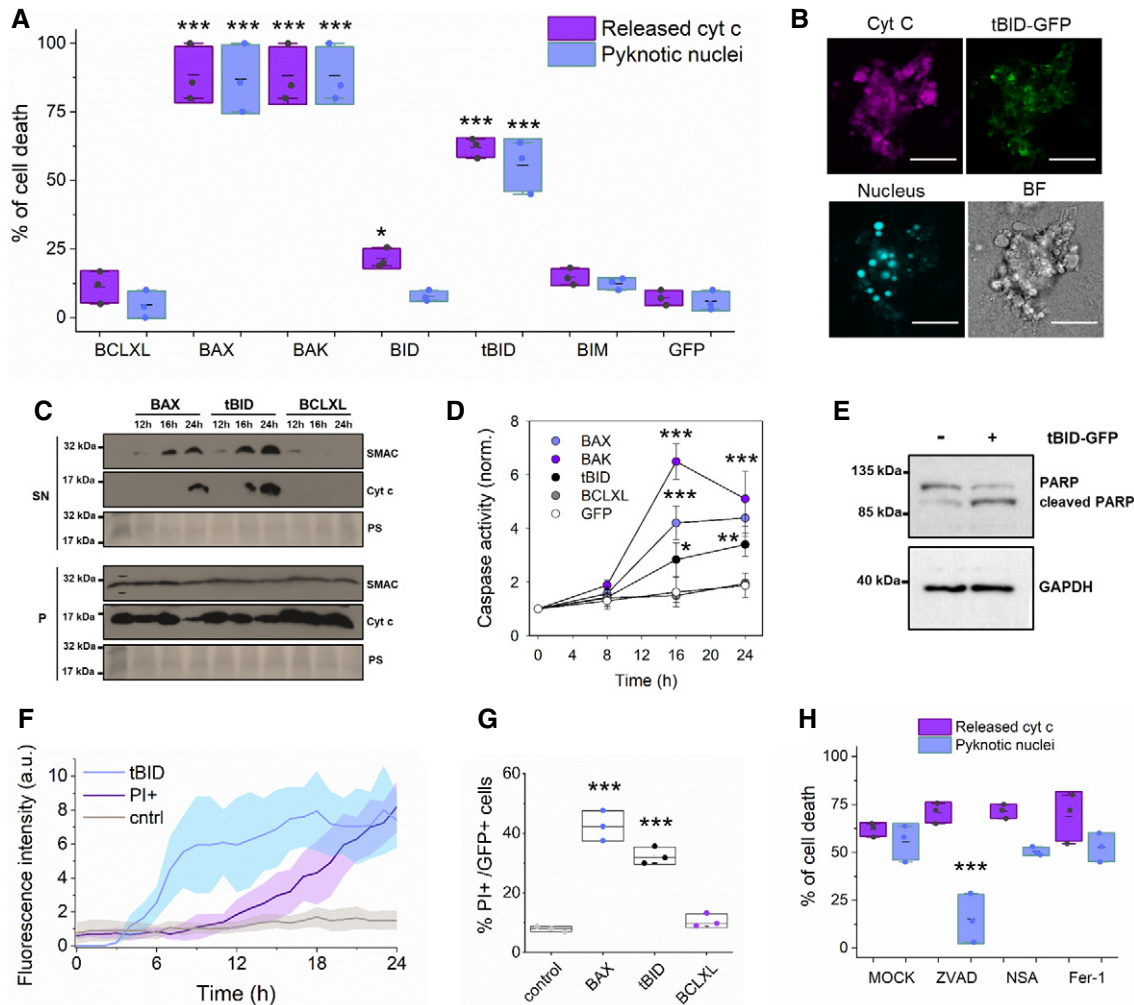 A
% of cell death
100
75
50
25
0
*** *** *** ***
*** ***
*
Released cyt c
Pyknotic nuclei
BCLXL BAX BAK BID tBID BIM GFP
B
Cyt C tBID-GFP
Nucleus BF
C
BAX tBID BCLXL
12h 16h 24h 12h 16h 24h 12h 16h 24h
SN
32 kDa SMAC
17 kDa Cyt c
32 kDa PS
17 kDa
P
32 kDa SMAC
17 kDa Cyt c
32 kDa PS
17 kDa
D
Caspase activity (norm.)
8
6
4
2
0
BAX
BAK
tBID
BCLXL
GFP
*** ***
***
* **
0 4 8 12 16 20 24
Time (h)
E
- + tBID-GFP
135 kDa PARP
cleaved PARP
85 kDa
40 kDa GAPDH
F
Fluorescence intensity (a.u.)
10
8
6
4
2
0
tBID
PI+
cntrl
0 6 12 18 24
Time (h)
G
% PI+ /GFP+ cells
60
40
20
0
***
***
control BAX tBID BCLXL
H
Released cyt c
Pyknotic nuclei
% of cell death
100
75
50
25
0
***
MOCK ZVAD NSA Fer-1